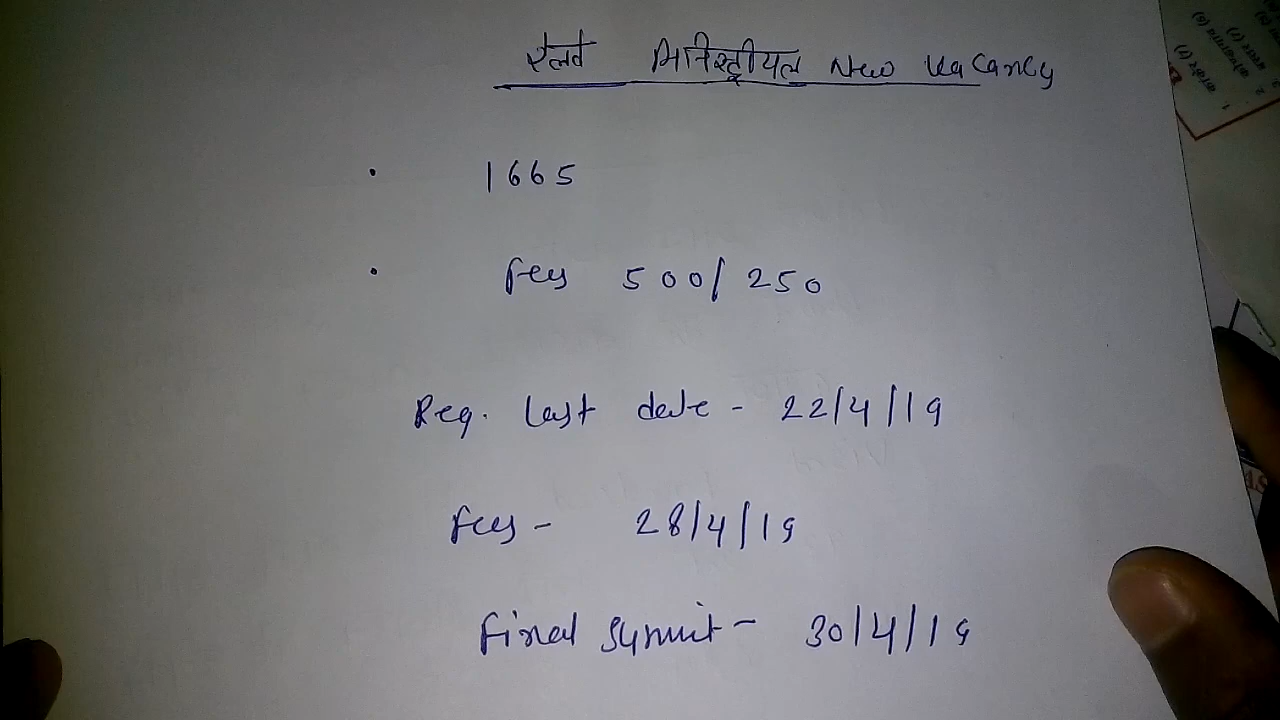 रेलवे मिनिस्ट्रीयल New Vacancy
• 1665
• fees 500/250
Reg. Last date - 22/4/19
fees - 28/4/19
final Summit - 30/4/19